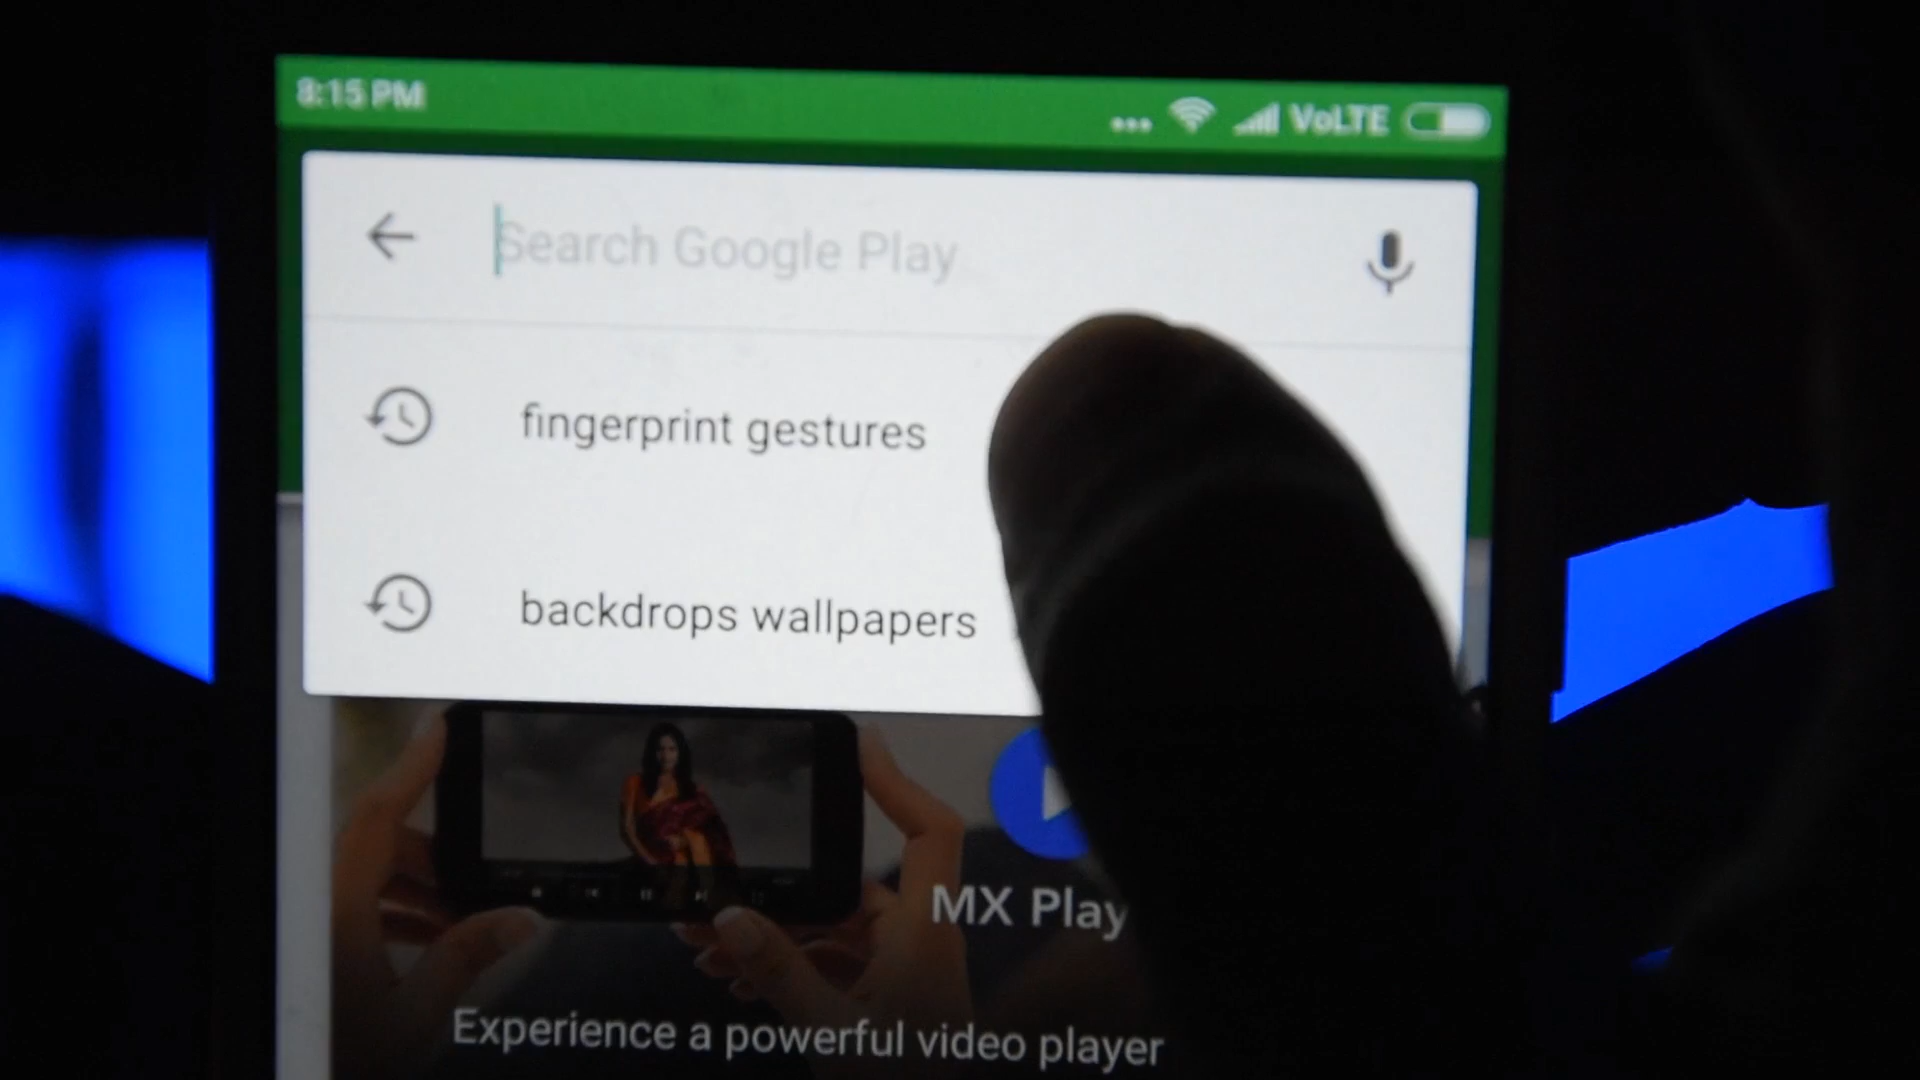 8:15 PM
... VoLTE
Search Google Play
fingerprint gestures
backdrops wallpapers
MX Play
Experience a powerful video player